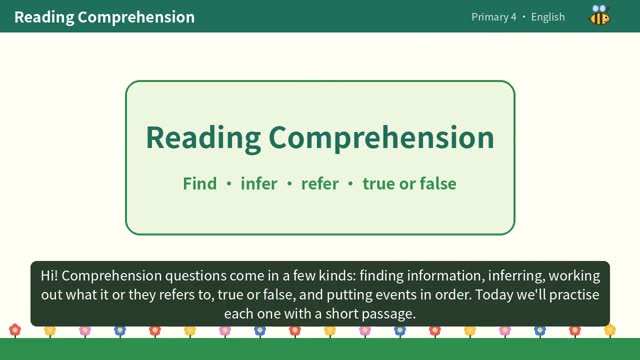 Reading Comprehension
Primary 4 · English
Reading Comprehension
Find · infer · refer · true or false
Hi! Comprehension questions come in a few kinds: finding information, inferring, working
out what it or they refers to, true or false, and putting events in order. Today we'll practise
each one with a short passage.